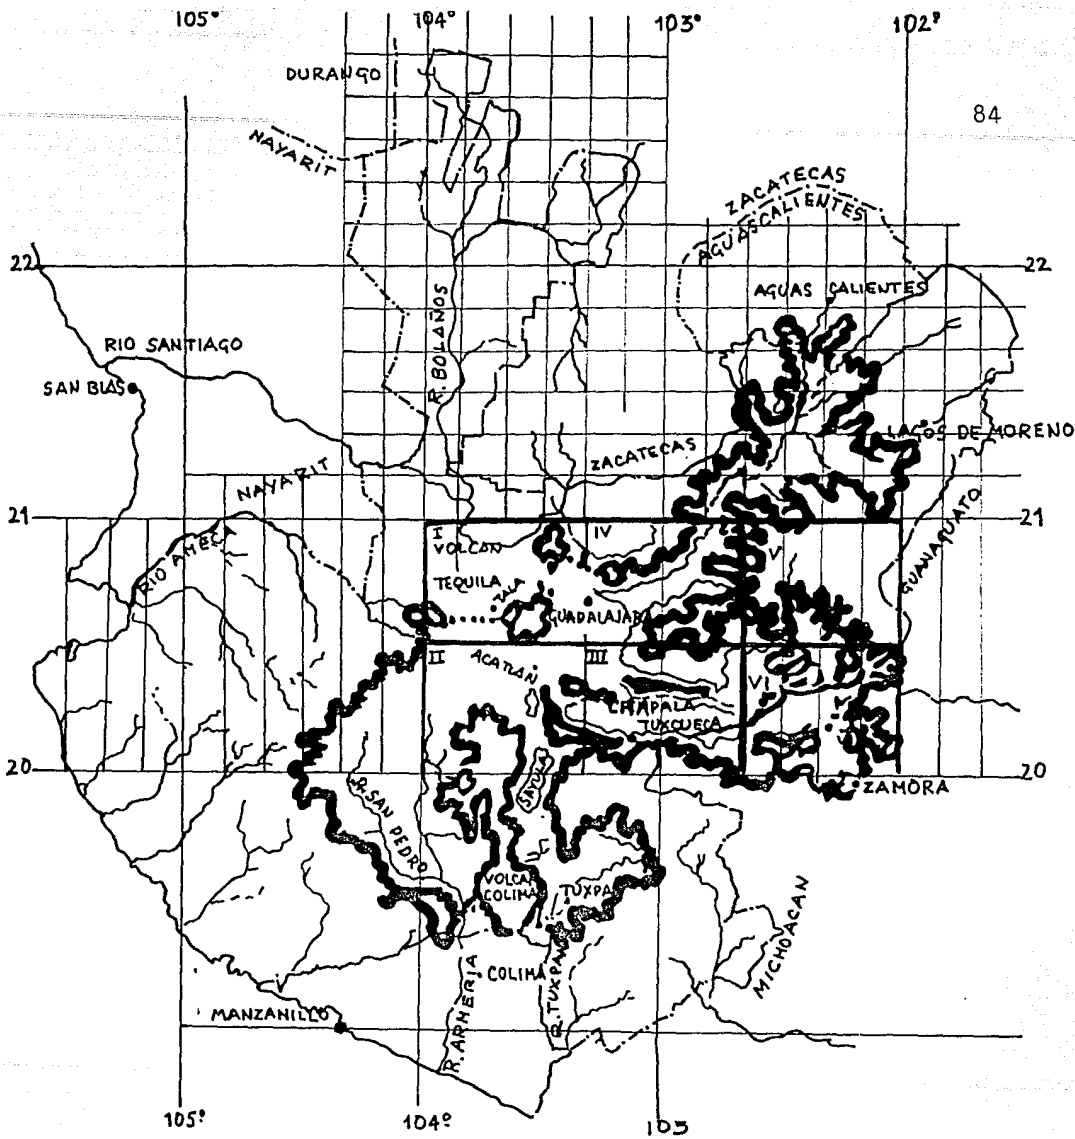 105°
104°
103°
102°
DURANGO
84
NAYARIT
ZACATECAS
AGUASCALIENTES
22
22
AGUAS CALIENTES
R. BOLAÑOS
RIO SANTIAGO
SAN BLAS
LAGOS DE MORENO
ZACATECAS
NAYARIT
21
21
I
IV
V
VOLCAN
TEQUILA
TALA
RIO AMECA
GUANAJUATO
GUADALAJARA
II
III
VI
ACATLAN
CHAPALA
TUXCUECA
20
20
SAYULA
ZAMORA
R. SAN PEDRO
VOLCAN
COLIMA
TUXPA
MICHOACAN
COLIMA
R. ARMERIA
R. TUXPAN
MANZANILLO
105°
104°
103